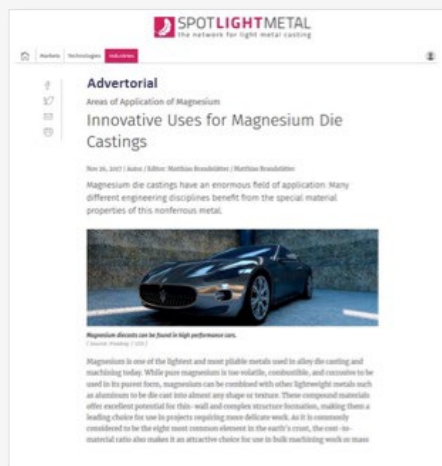 SPOTLIGHTMETAL
the network for light metal casting
Markets Technologies Industries
Advertorial
Areas of Application of Magnesium
Innovative Uses for Magnesium Die
Castings
Nov 20, 2017 | Autor / Editor: Matthias Brandstätter / Matthias Brandstätter
Magnesium die castings have an enormous field of application: Many
different engineering disciplines benefit from the special material
properties of this nonferrous metal.
Magnesium diecasts can be found in high performance cars.
Magnesium is one of the lightest and most pliable metals used in alloy die casting and
machining today. While pure magnesium is too volatile, combustible, and corrosive to be
used in its purest form, magnesium can be combined with other lightweight metals such
as aluminum to be die cast into almost any shape or texture. These compound materials
offer excellent potential for thin-wall and complex structure formation, making them a
leading choice for use in projects requiring more delicate work. As it is commonly
considered to be the eight most common element in the earth's crust, the cost-to-
material ratio also makes it an attractive choice for use in bulk machining work or mass